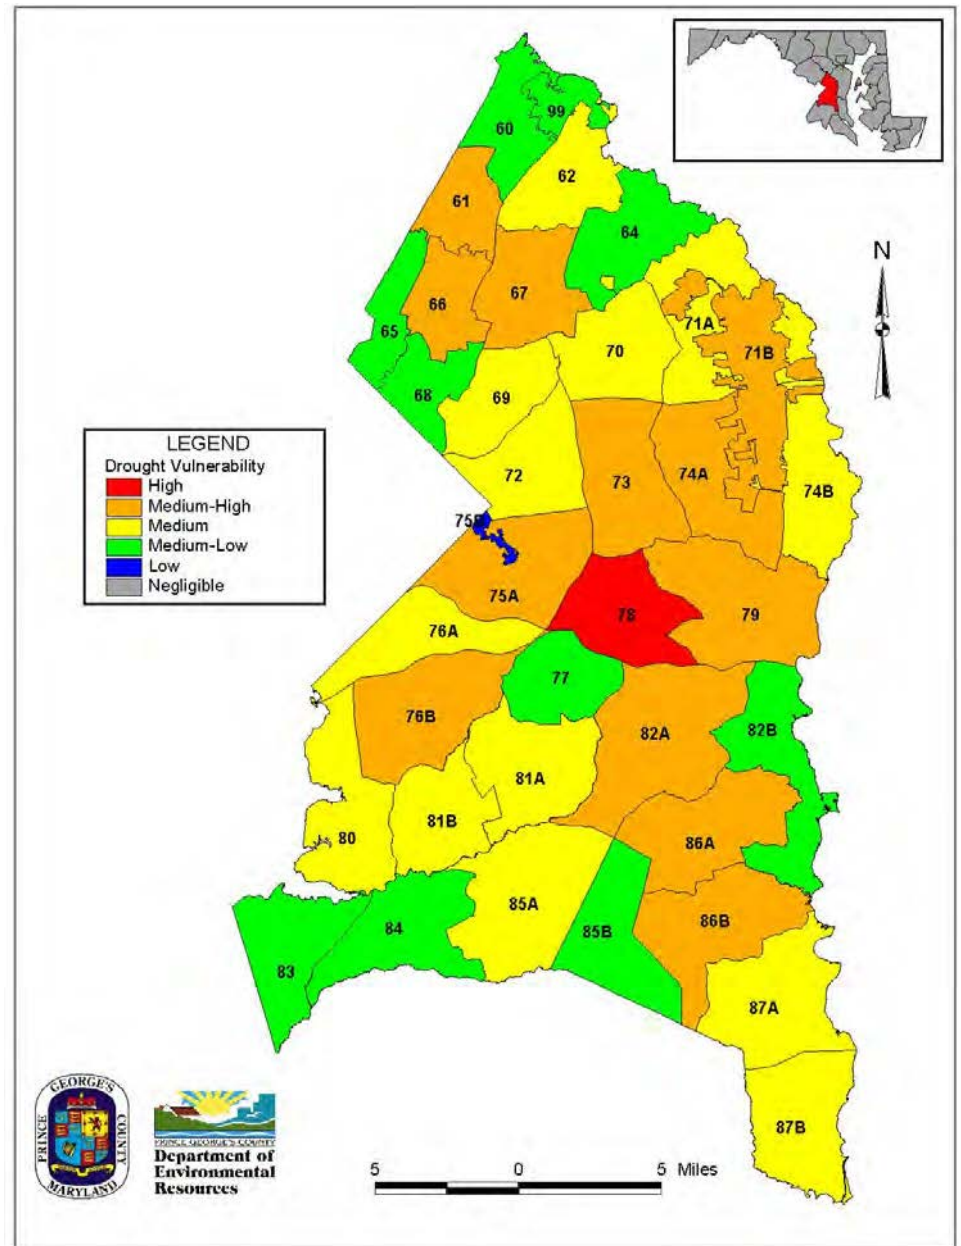 60
99
62
61
64
N
66
67
65
71A
70
71B
68
69
LEGEND
Drought Vulnerability
High
Medium-High
Medium
Medium-Low
Low
Negligible
72
73
74A
74B
75B
75A
78
79
76A
77
76B
82A
82B
81A
81B
80
86A
85A
84
85B
86B
83
87A
87B
GEORGE'S
PRINCE
COUNTY
MARYLAND
PRINCE GEORGE'S COUNTY
Department of
Environmental
Resources
5 0 5 Miles